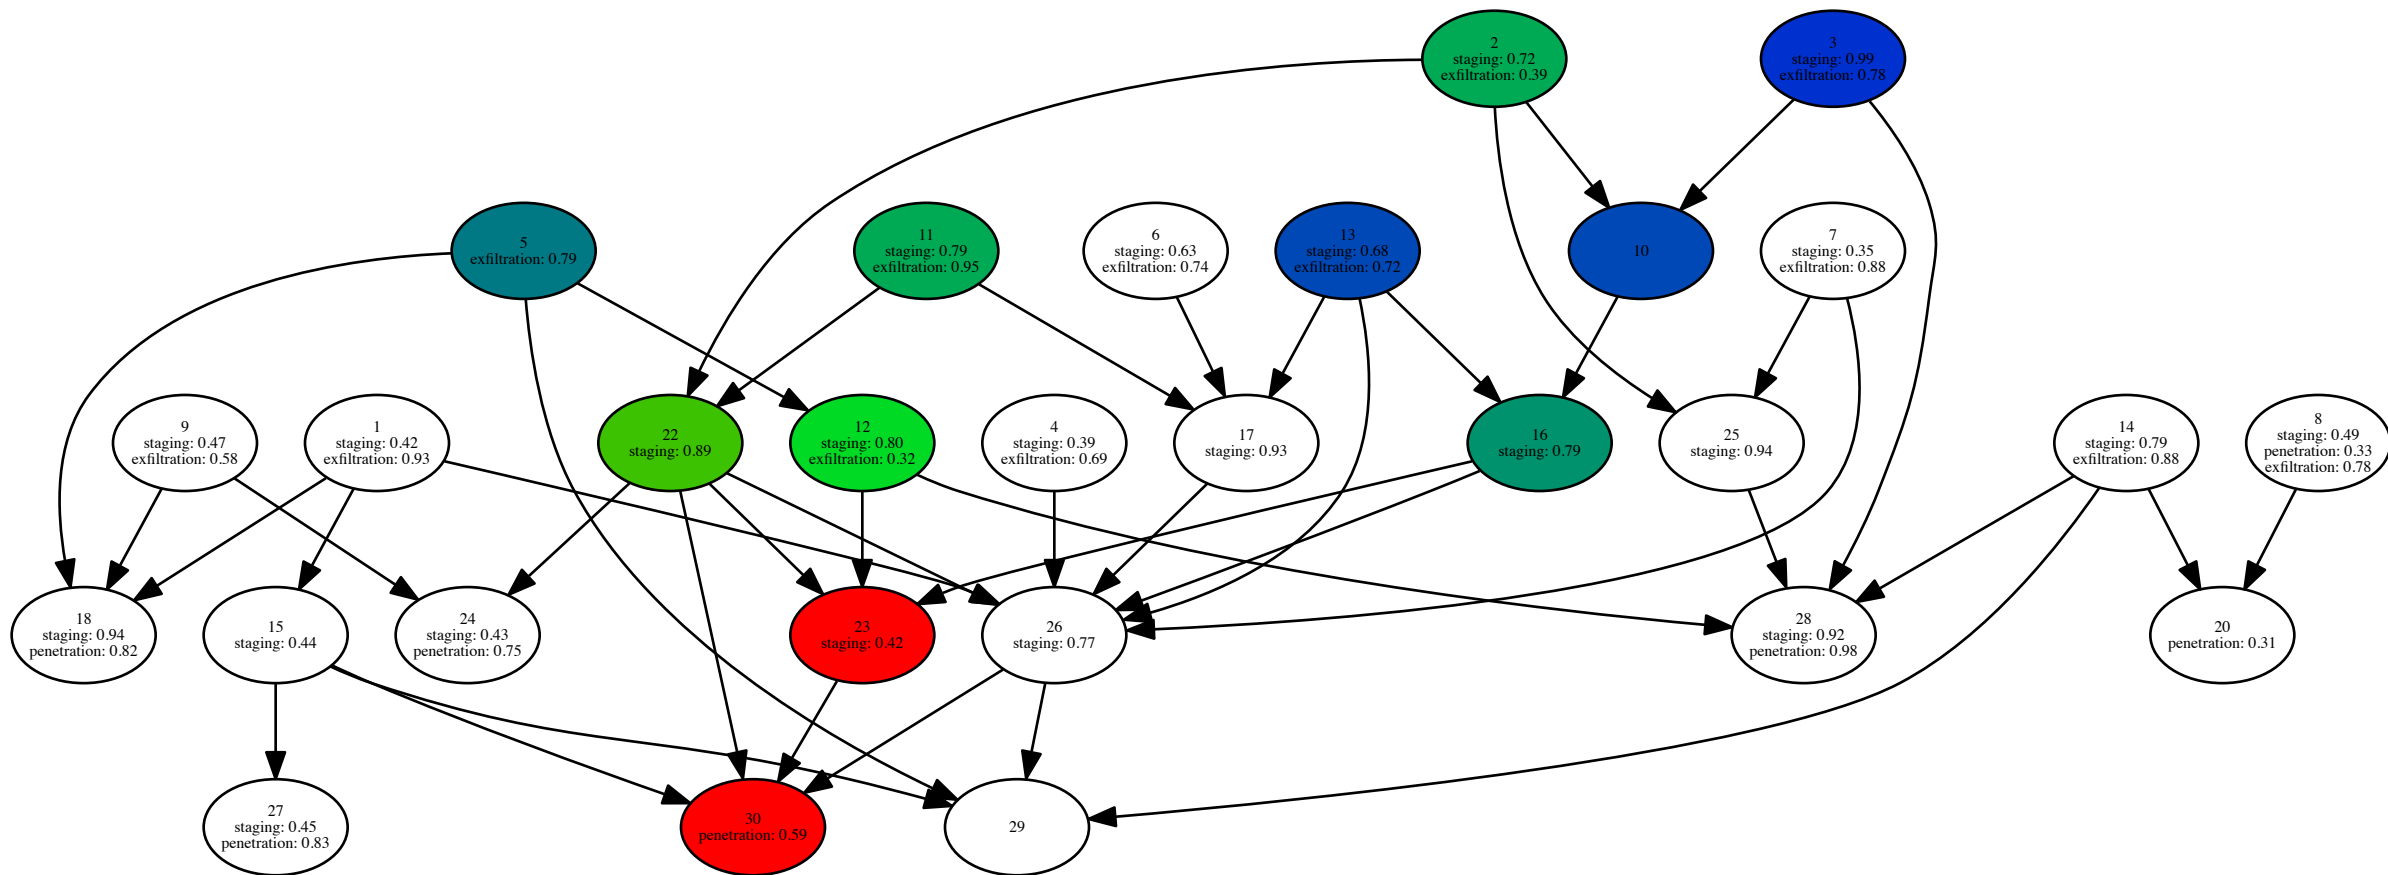 2
staging: 0.72
exfiltration: 0.39
3
staging: 0.99
exfiltration: 0.78
5
exfiltration: 0.79
11
staging: 0.79
exfiltration: 0.95
6
staging: 0.63
exfiltration: 0.74
13
staging: 0.68
exfiltration: 0.72
10
7
staging: 0.35
exfiltration: 0.88
9
staging: 0.47
exfiltration: 0.58
1
staging: 0.42
exfiltration: 0.93
22
staging: 0.89
12
staging: 0.80
exfiltration: 0.32
4
staging: 0.39
exfiltration: 0.69
17
staging: 0.93
16
staging: 0.79
25
staging: 0.94
14
staging: 0.79
exfiltration: 0.88
8
staging: 0.49
penetration: 0.33
exfiltration: 0.78
18
staging: 0.94
penetration: 0.82
15
staging: 0.44
24
staging: 0.43
penetration: 0.75
23
staging: 0.42
26
staging: 0.77
28
staging: 0.92
penetration: 0.98
20
penetration: 0.31
27
staging: 0.45
penetration: 0.83
30
penetration: 0.59
29